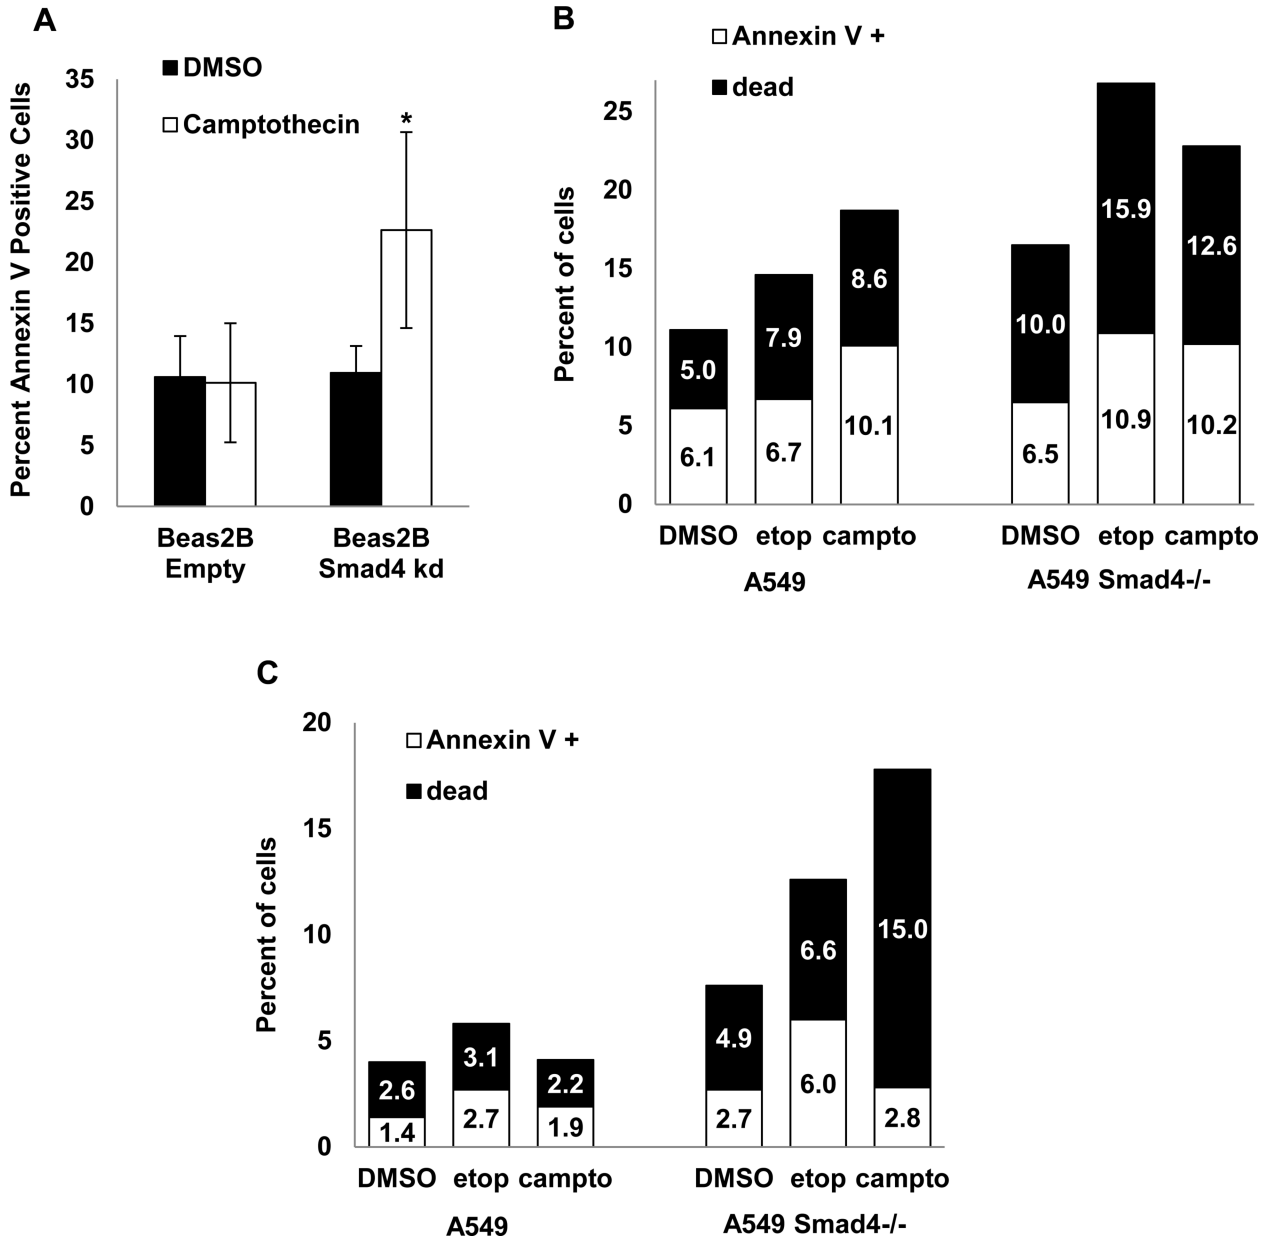 A
Percent Annexin V Positive Cells
35
30
25
20
15
10
5
0
DMSO
Camptothecin
*
Beas2B
Empty
Beas2B
Smad4 kd
B
Percent of cells
25
20
15
10
5
0
Annexin V +
dead
5.0
6.1
7.9
6.7
8.6
10.1
10.0
6.5
15.9
10.9
12.6
10.2
DMSO etop campto
A549
DMSO etop campto
A549 Smad4-/-
C
Percent of cells
20
15
10
5
0
Annexin V +
dead
2.6
1.4
3.1
2.7
2.2
1.9
4.9
2.7
6.6
6.0
15.0
2.8
DMSO etop campto
A549
DMSO etop campto
A549 Smad4-/-